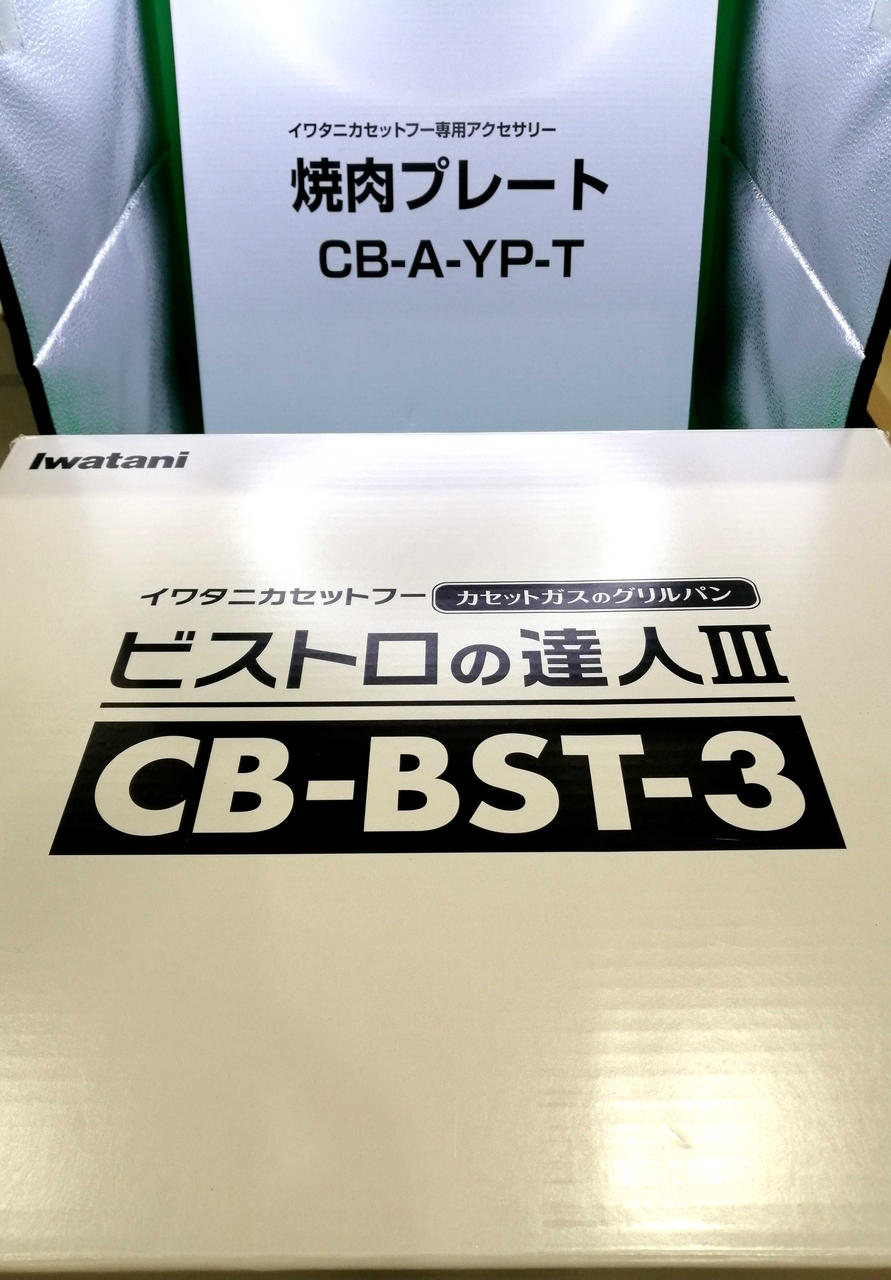 イワタニカセットフー専用アクセサリー
焼肉プレート
CB-A-YP-T
Iwatani
イワタニカセットフー カセットガスのグリルパン
ビストロの達人III
CB-BST-3